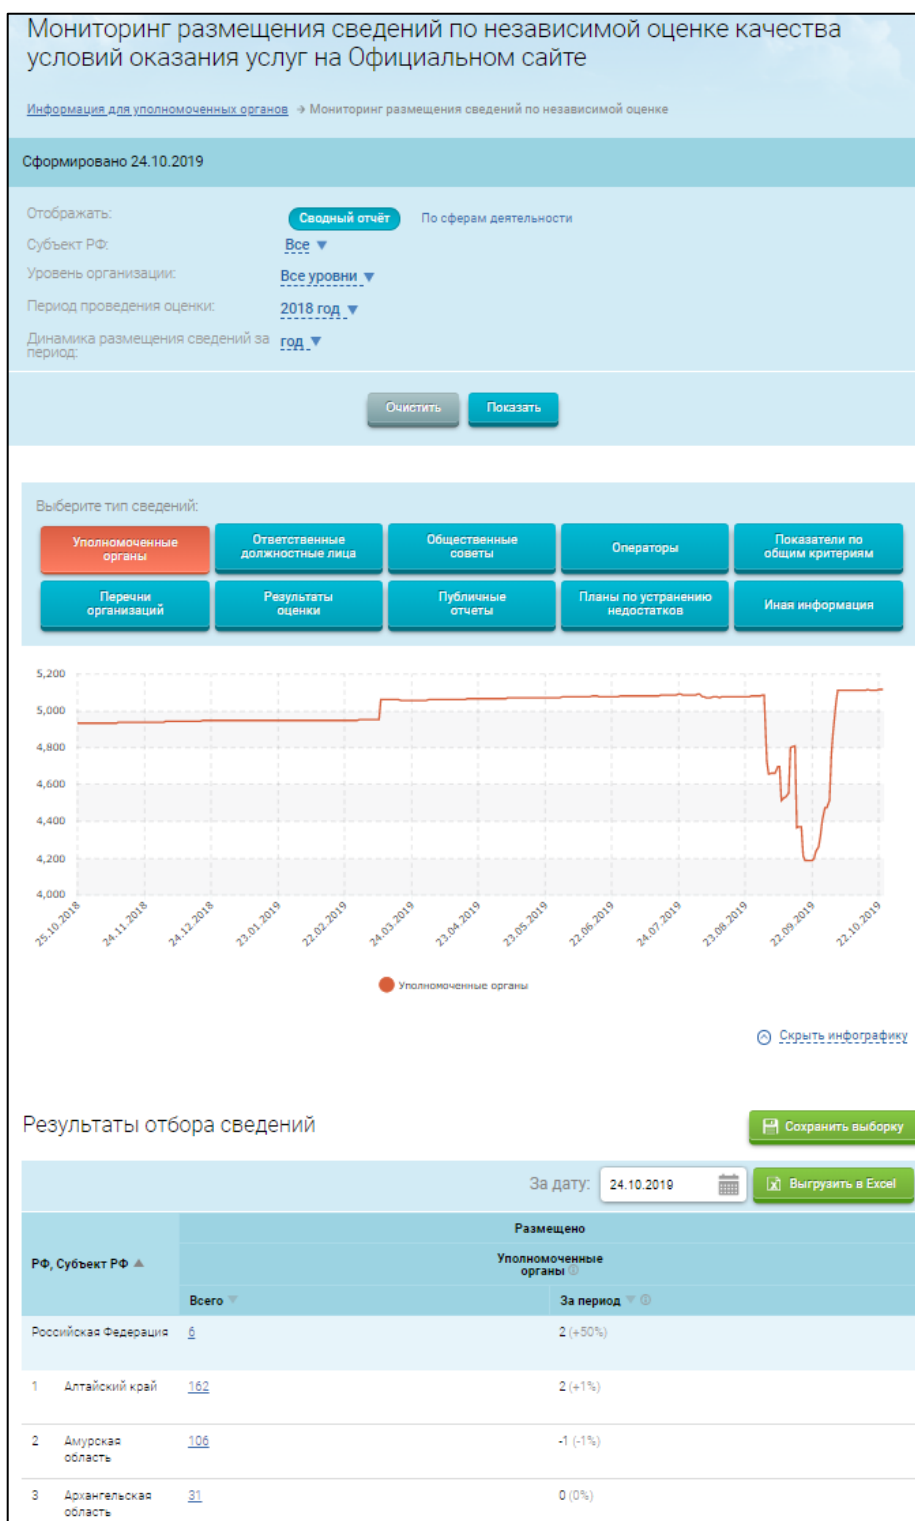 Мониторинг размещения сведений по независимой оценке качества
условий оказания услуг на Официальном сайте
Информация для уполномоченных органов → Мониторинг размещения сведений по независимой оценке
Сформировано 24.10.2019
Отображать: Сводный отчёт По сферам деятельности
Субъект РФ: Все ▼
Уровень организации: Все уровни ▼
Период проведения оценки: 2018 год ▼
Динамика размещения сведений за
период: год ▼
Очистить Показать
Выберите тип сведений:
Уполномоченные
органы
Ответственные
должностные лица
Общественные
советы
Операторы
Показатели по
общим критериям
Перечни
организаций
Результаты
оценки
Публичные
отчеты
Планы по устранению
недостатков
Иная информация
5,200
5,000
4,800
4,600
4,400
4,200
4,000
25.10.2018 24.11.2018 24.12.2018 23.01.2019 22.02.2019 24.03.2019 23.04.2019 23.05.2019 22.06.2019 24.07.2019 23.08.2019 22.09.2019 22.10.2019
Уполномоченные органы
Скрыть инфографику
Результаты отбора сведений
Сохранить выборку
За дату: 24.10.2019 Выгрузить в Excel
Размещено
РФ, Субъект РФ ▲
Уполномоченные
органы
Всего ▼ За период ▼
Российская Федерация 6 2 (+50%)
1 Алтайский край 162 2 (+1%)
2 Амурская
область 106 -1 (-1%)
3 Архангельская
область 31 0 (0%)